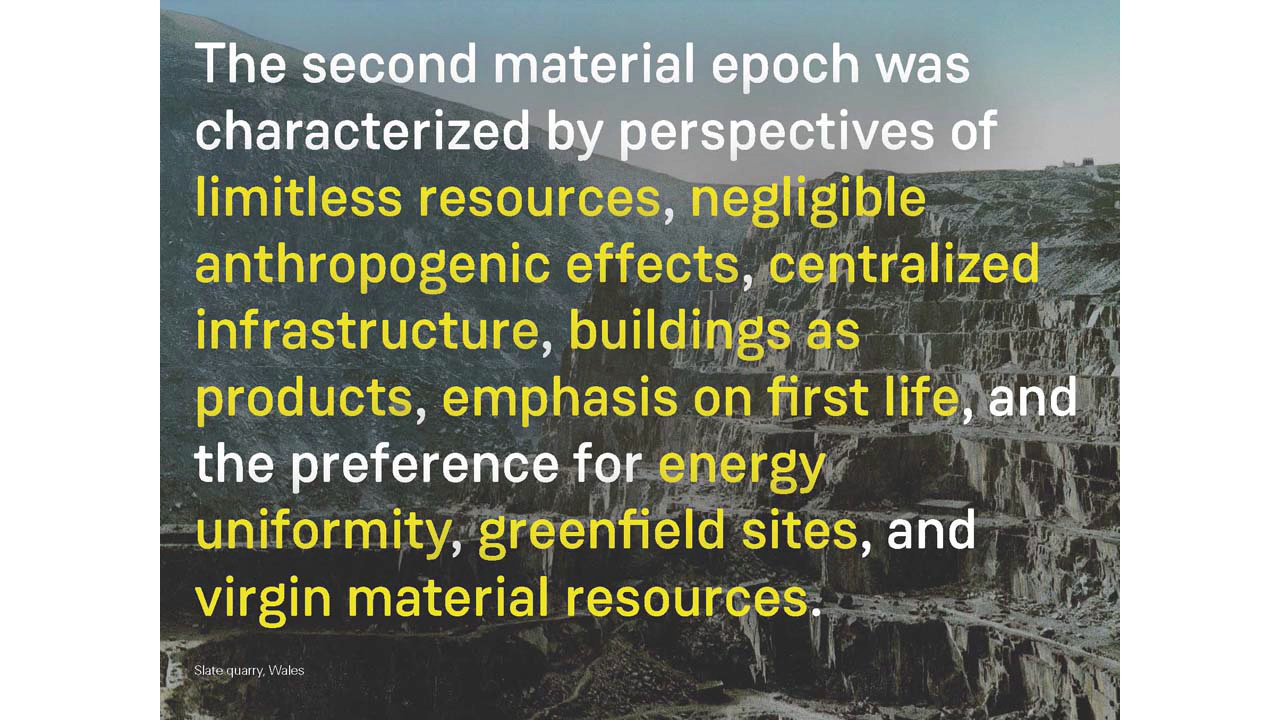 The second material epoch was
characterized by perspectives of
limitless resources, negligible
anthropogenic effects, centralized
infrastructure, buildings as
products, emphasis on first life, and
the preference for energy
uniformity, greenfield sites, and
virgin material resources.
Slate quarry, Wales